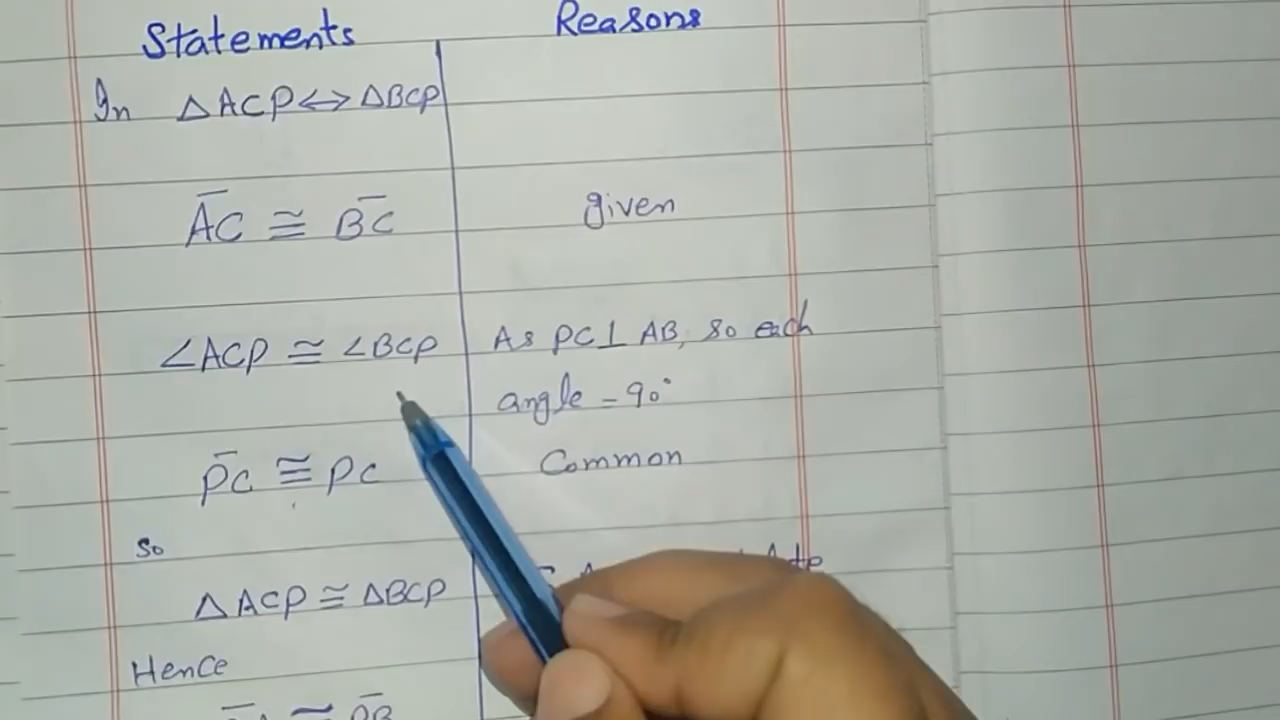 Statements Reasons
In △ACP↔△BCP
A̅C̅ ≅ B̅C̅ given
∠ACP ≅ ∠BCP As PC⊥AB, so each
angle = 90°
P̅C̅ ≅ PC Common
So
△ACP ≅ △BCP
Hence